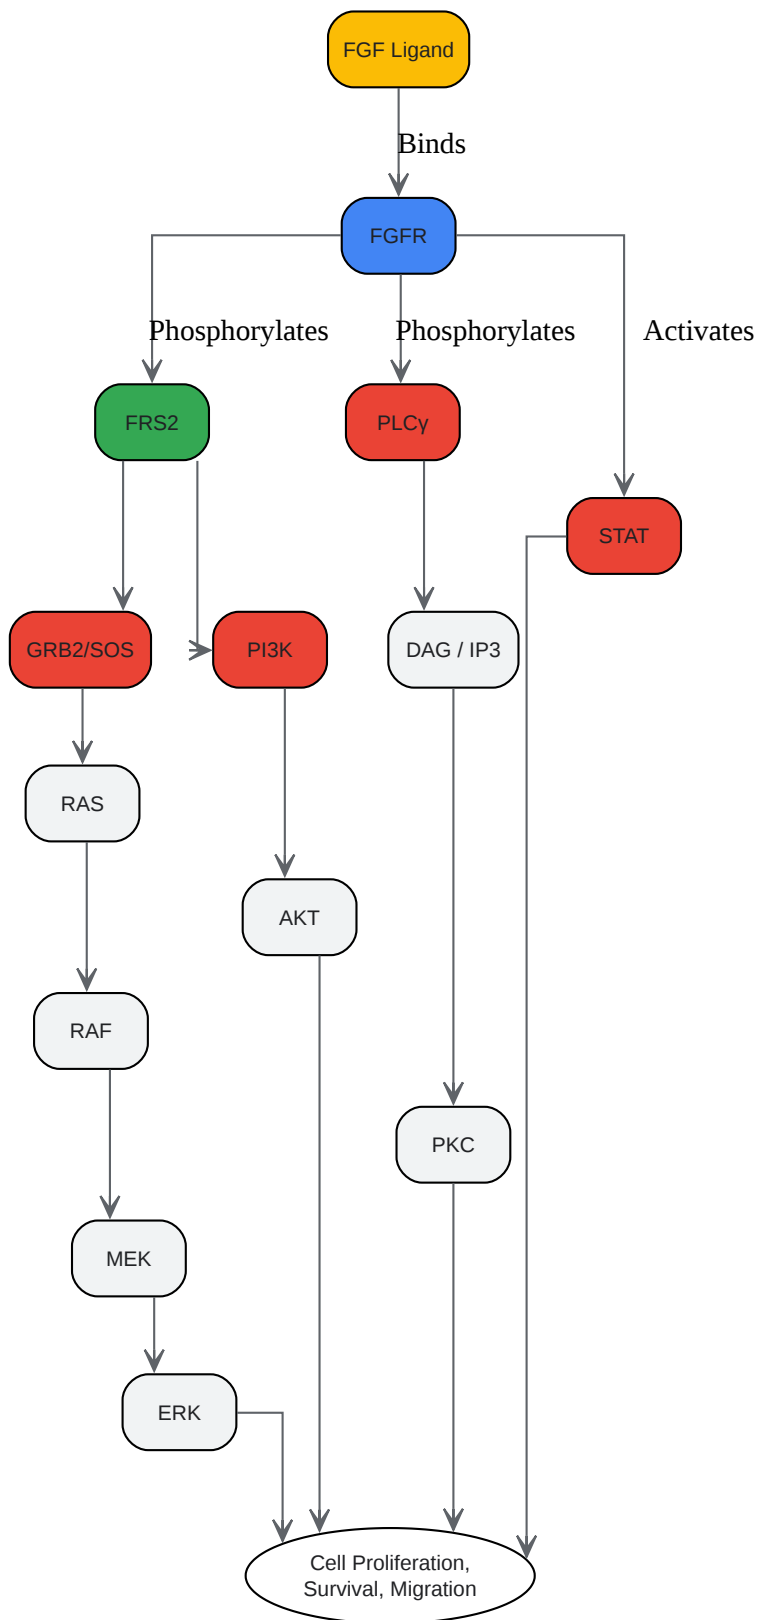 FGF Ligand
Binds
FGFR
Phosphorylates
Phosphorylates
Activates
FRS2
PLCγ
STAT
GRB2/SOS
PI3K
DAG / IP3
RAS
AKT
RAF
PKC
MEK
ERK
Cell Proliferation,
Survival, Migration